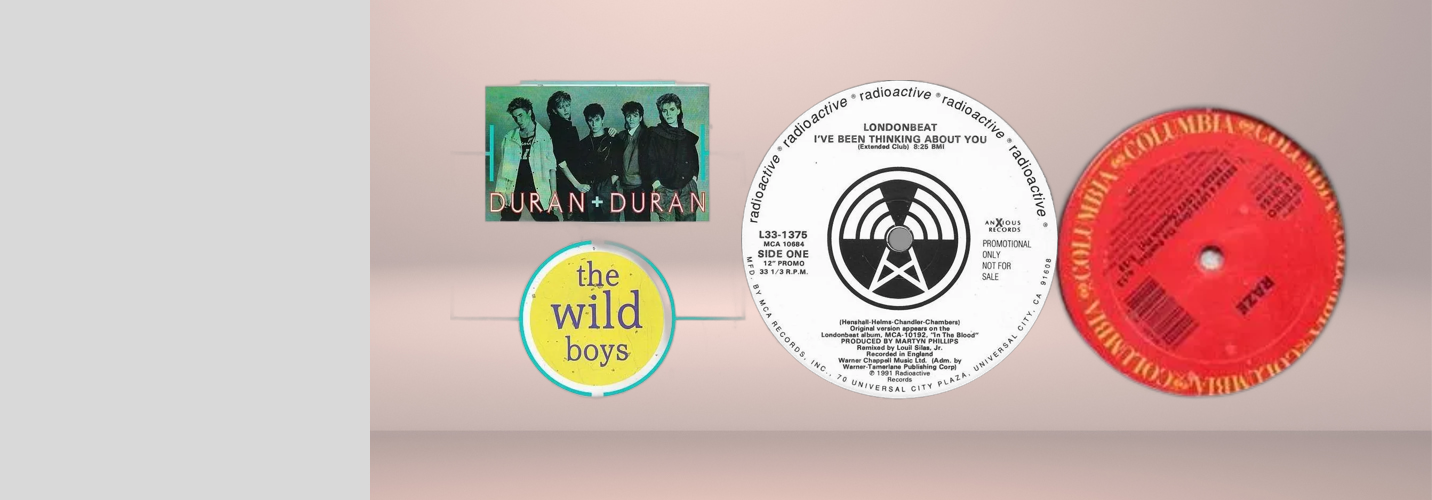 DURAN + DURAN
the
wild
boys
radioactive ® radioactive ® radioactive ® radioactive ® radioactive ®
LONDONBEAT
I'VE BEEN THINKING ABOUT YOU
(Extended Club) 8:25 BMI
L33-1375
MCA 10684
SIDE ONE
12" PROMO
33 1/3 R.P.M.
ANXIOUS
RECORDS
PROMOTIONAL
ONLY
NOT FOR
SALE
(Henshall-Helms-Chandler-Chambers)
Original version appears on the
Londonbeat album, MCA-10192, "In The Blood"
PRODUCED BY MARTYN PHILLIPS
Remixed by Louil Silas, Jr.
Recorded in England
Warner Chappell Music Ltd. (Adm. by
Warner-Tamerlane Publishing Corp)
℗ 1991 Radioactive
Records
MFD. BY MCA RECORDS, INC., 70 UNIVERSAL CITY PLAZA, UNIVERSAL CITY, CA 91608
COLUMBIA COLUMBIA COLUMBIA COLUMBIA COLUMBIA COLUMBIA
RAZE